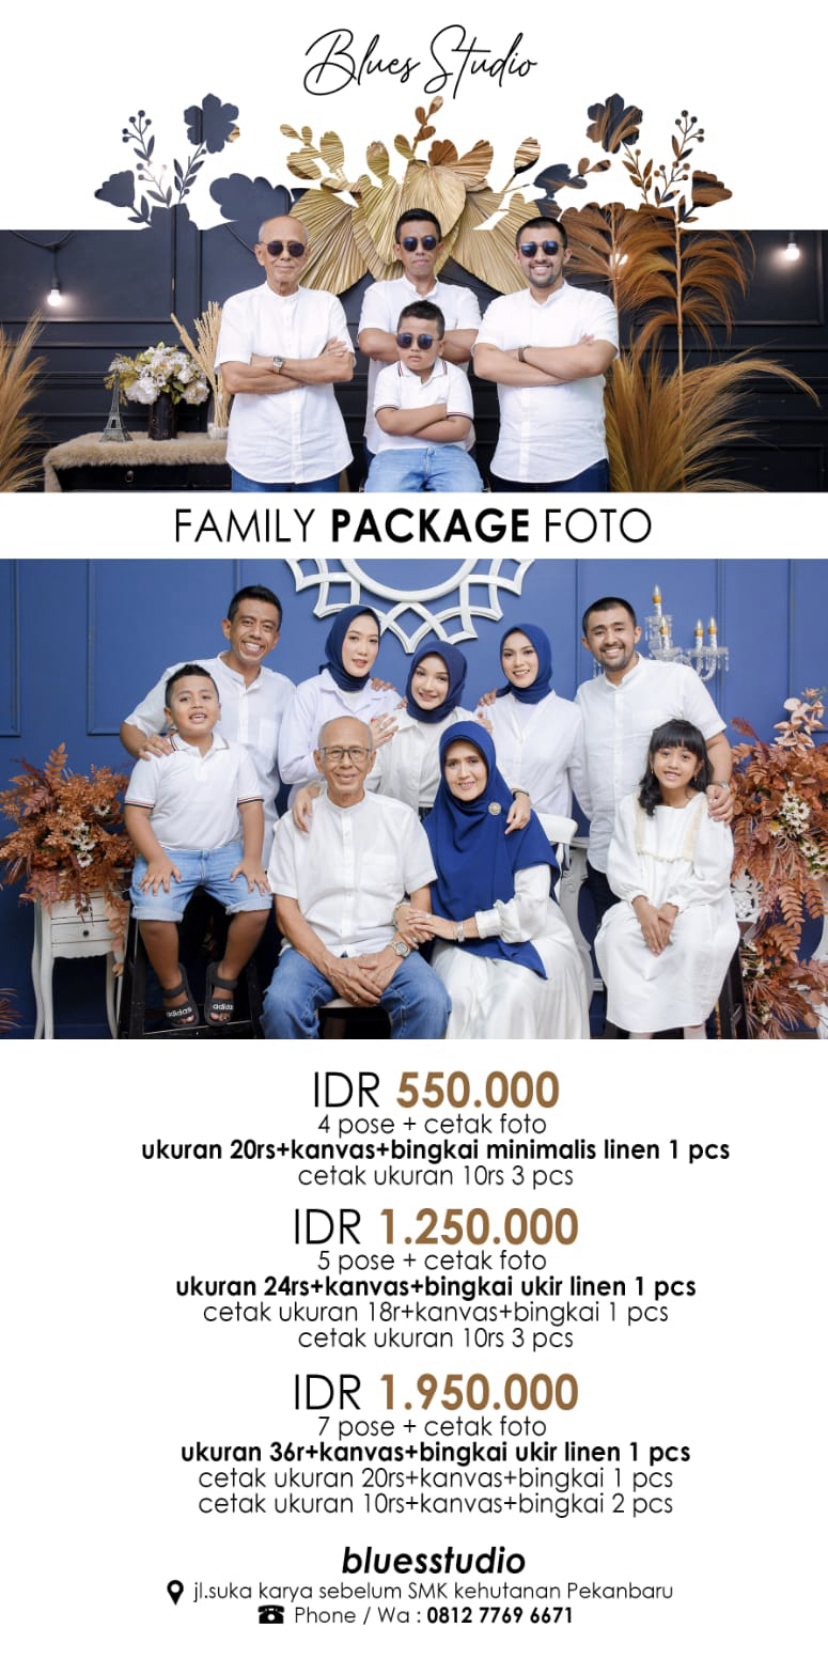 Blues Studio
FAMILY PACKAGE FOTO
adidas adidas
IDR 550.000
4 pose + cetak foto
ukuran 20rs+kanvas+bingkai minimalis linen 1 pcs
cetak ukuran 10rs 3 pcs
IDR 1.250.000
5 pose + cetak foto
ukuran 24rs+kanvas+bingkai ukir linen 1 pcs
cetak ukuran 18r+kanvas+bingkai 1 pcs
cetak ukuran 10rs 3 pcs
IDR 1.950.000
7 pose + cetak foto
ukuran 36r+kanvas+bingkai ukir linen 1 pcs
cetak ukuran 20rs+kanvas+bingkai 1 pcs
cetak ukuran 10rs+kanvas+bingkai 2 pcs
bluesstudio
jl.suka karya sebelum SMK kehutanan Pekanbaru
Phone / Wa : 0812 7769 6671